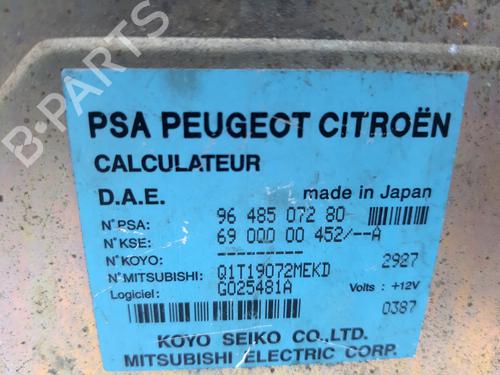 PSA PEUGEOT CITROËN
CALCULATEUR
D.A.E. made in Japan
N°PSA: 96 485 072 80
N°KSE: 69 000 00 452/--A
N°KOYO: -- 2927
N°MITSUBISHI: Q1T19072MEKD
Logiciel: G025481A Volts : +12V
0387
KOYO SEIKO CO.,LTD.
MITSUBISHI ELECTRIC CORP.
B-PARTS